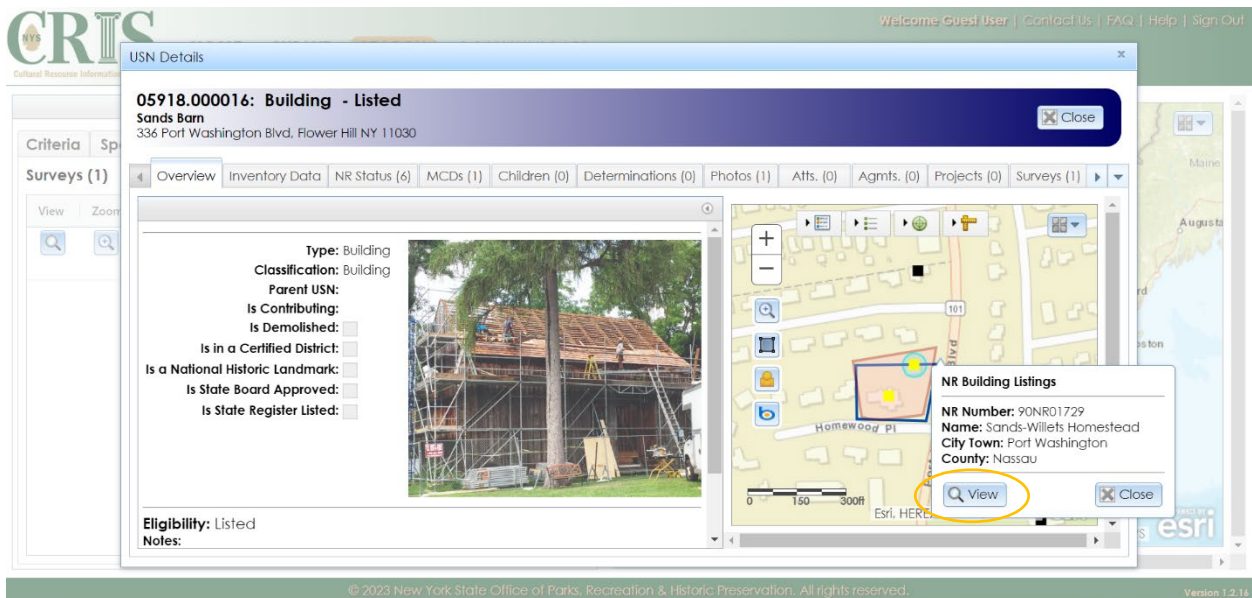 Welcome Guest User | Contact Us | FAQ | Help | Sign Out
NYS
CRIS
Cultural Resource Information
USN Details
x
05918.000016: Building - Listed
Sands Barn
336 Port Washington Blvd, Flower Hill NY 11030
Close
Criteria
Surveys (1)
View Zoom
Overview Inventory Data NR Status (6) MCDs (1) Children (0) Determinations (0) Photos (1) Atts. (0) Agmts. (0) Projects (0) Surveys (1)
Type: Building
Classification: Building
Parent USN:
Is Contributing:
Is Demolished:
Is in a Certified District:
Is a National Historic Landmark:
Is State Board Approved:
Is State Register Listed:
Eligibility: Listed
Notes:
+
−
101
Blvd
Homewood Pl
0 150 300ft
Esri, HERE,
Maine
Augusta
NR Building Listings
NR Number: 90NR01729
Name: Sands-Willets Homestead
City Town: Port Washington
County: Nassau
View
Close
esri
© 2023 New York State Office of Parks, Recreation & Historic Preservation. All rights reserved.
Version 1.2.16